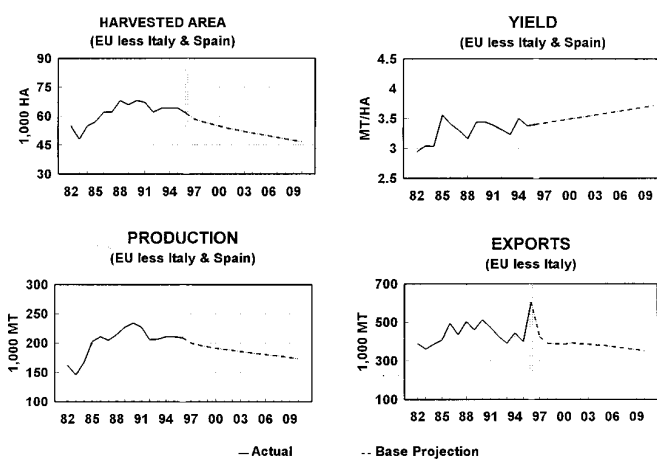 HARVESTED AREA
(EU less Italy & Spain)
1,000 HA
90
75
60
45
30
82 85 88 91 94 97 00 03 06 09
YIELD
(EU less Italy & Spain)
MT/HA
4.5
4
3.5
3
2.5
82 85 88 91 94 97 00 03 06 09
PRODUCTION
(EU less Italy & Spain)
1,000 MT
300
250
200
150
100
82 85 88 91 94 97 00 03 06 09
EXPORTS
(EU less Italy)
1,000 MT
700
500
300
100
82 85 88 91 94 97 00 03 06 09
— Actual -- Base Projection